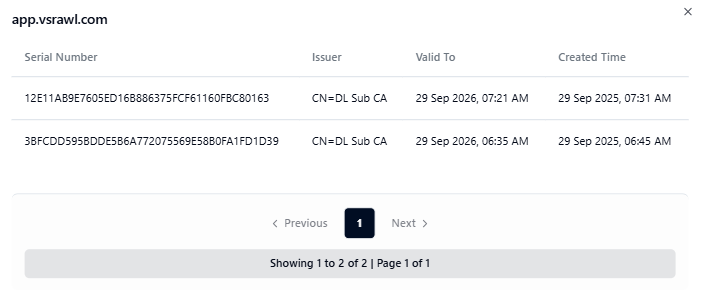 app.vsrawl.com
Serial Number Issuer Valid To Created Time
12E11AB9E7605ED16B886375FCF61160FBC80163 CN=DL Sub CA 29 Sep 2026, 07:21 AM 29 Sep 2025, 07:31 AM
3BFCDD595BDDE5B6A772075569E58B0FA1FD1D39 CN=DL Sub CA 29 Sep 2026, 06:35 AM 29 Sep 2025, 06:45 AM
Previous 1 Next
Showing 1 to 2 of 2 | Page 1 of 1